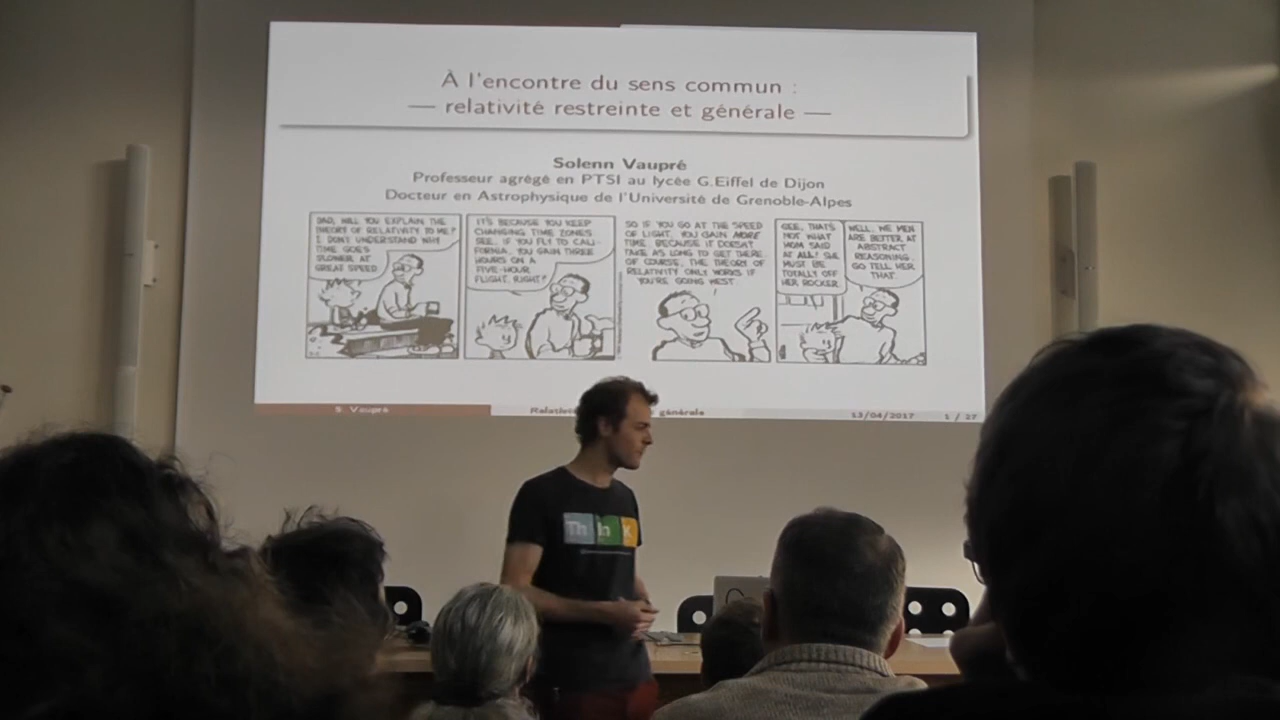 À l'encontre du sens commun :
— relativité restreinte et générale —
Solenn Vaupré
Professeur agrégé en PTSI au lycée G.Eiffel de Dijon
Docteur en Astrophysique de l'Université de Grenoble-Alpes
DAD, WILL YOU EXPLAIN THE
THEORY OF RELATIVITY TO ME?
I DON'T UNDERSTAND WHY
TIME GOES
SLOWER AT
GREAT SPEED.
IT'S BECAUSE YOU KEEP
CHANGING TIME ZONES.
SEE, IF YOU FLY TO CALI-
FORNIA, YOU GAIN THREE
HOURS ON A
FIVE-HOUR
FLIGHT, RIGHT?
SO IF YOU GO AT THE SPEED
OF LIGHT, YOU GAIN MORE
TIME, BECAUSE IT DOESN'T
TAKE AS LONG TO GET THERE.
OF COURSE, THE THEORY OF
RELATIVITY ONLY WORKS IF
YOU'RE GOING WEST.
GEE, THAT'S
NOT WHAT
MOM SAID
AT ALL! SHE
MUST BE
TOTALLY OFF
HER ROCKER.
WELL, WE MEN
ARE BETTER AT
ABSTRACT
REASONING.
GO TELL HER
THAT.
S. Vaupré
générale
13/04/2017
1 / 27
Th In K